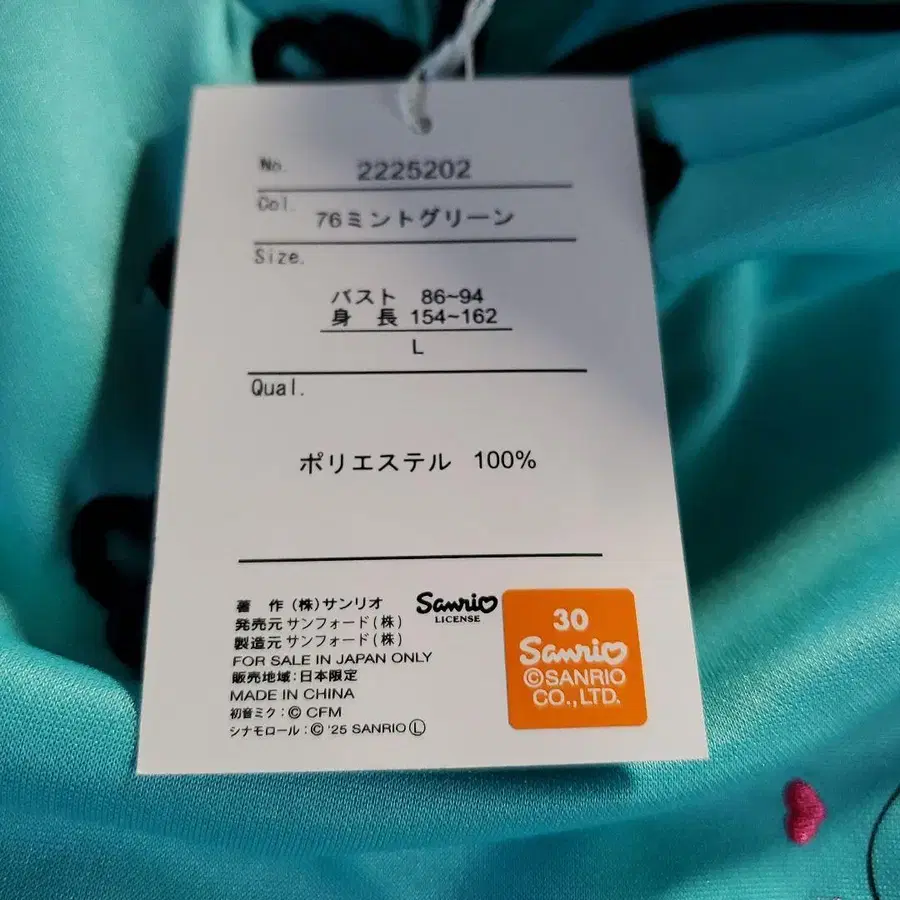 No. 2225202
Col. 76ミントグリーン
Size.
バスト 86~94
身 長 154~162
L
Qual.
ポリエステル 100%
著 作 (株)サンリオ
発売元 サンフォード(株)
製造元 サンフォード(株)
FOR SALE IN JAPAN ONLY
販売地域:日本限定
MADE IN CHINA
初音ミク:© CFM
シナモロール:© '25 SANRIO Ⓛ
Sanrio
LICENSE
30
Sanrio
©SANRIO
CO.,LTD.